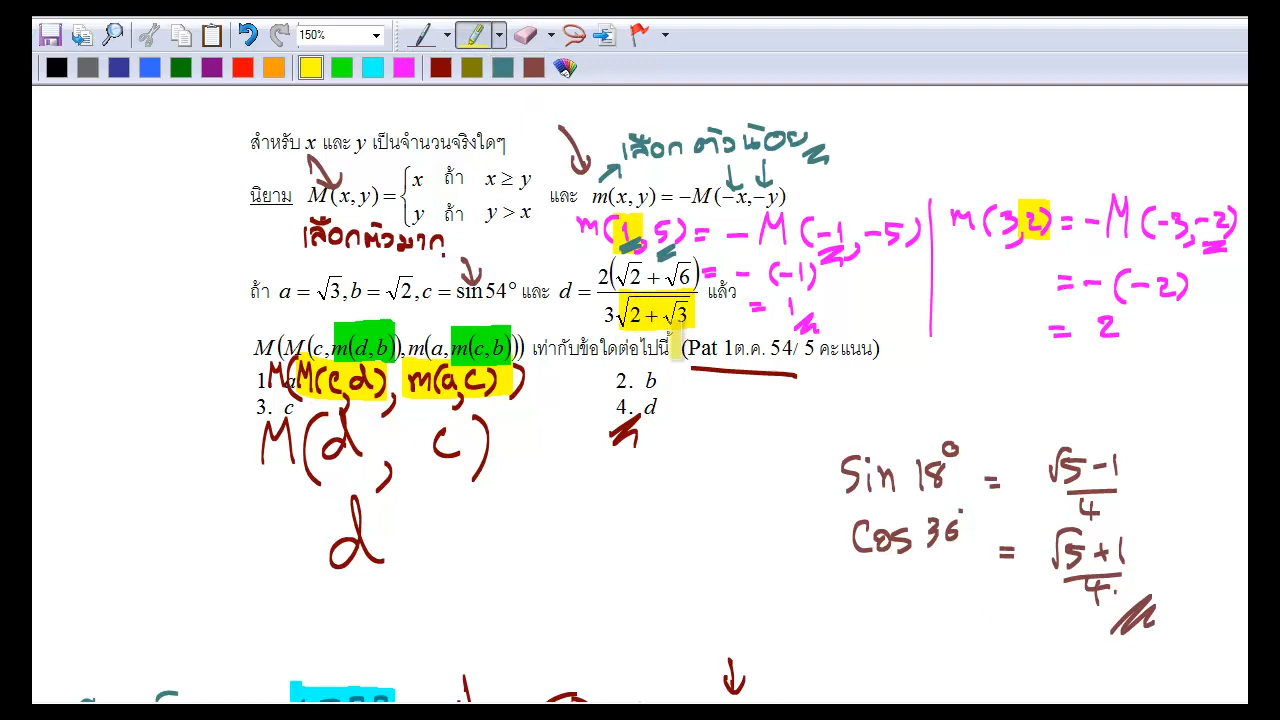 150%
สำหรับ x และ y เป็นจำนวนจริงใดๆ
เลือกตัวน้อย
นิยาม M(x, y) = { x ถ้า x ≥ y
y ถ้า y > x และ m(x, y) = −M(−x,−y)
เลือกตัวมาก
m(1, 5) = − M(−1, −5)
= − (−1)
= 1
m(3,2) = −M(−3,−2)
= −(−2)
= 2
ถ้า a = √3, b = √2, c = sin54° และ d = 2(√2 + √6) / 3√(2 + √3) แล้ว
M(M(c,m(d,b)),m(a,m(c,b))) เท่ากับข้อใดต่อไปนี้ (Pat 1ต.ค. 54/ 5 คะแนน)
1. a 2. b
M(M(c,d), m(a,c))
3. c 4. d
M(d, c)
d
Sin 18° = √5 −1 / 4
Cos 36° = √5 +1 / 4